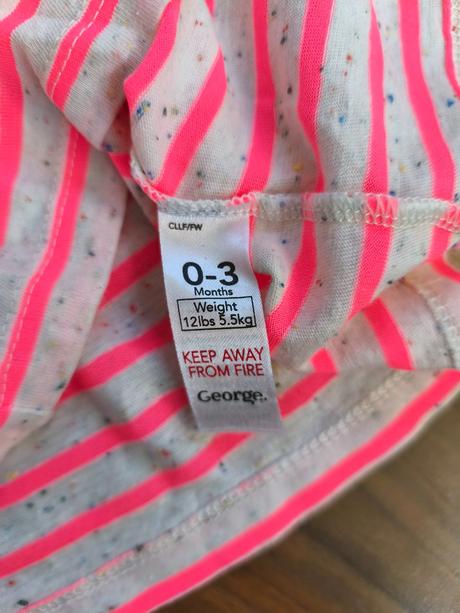 CLLF/FW
0-3
Months
Weight
12lbs 5.5kg
KEEP AWAY
FROM FIRE
George.